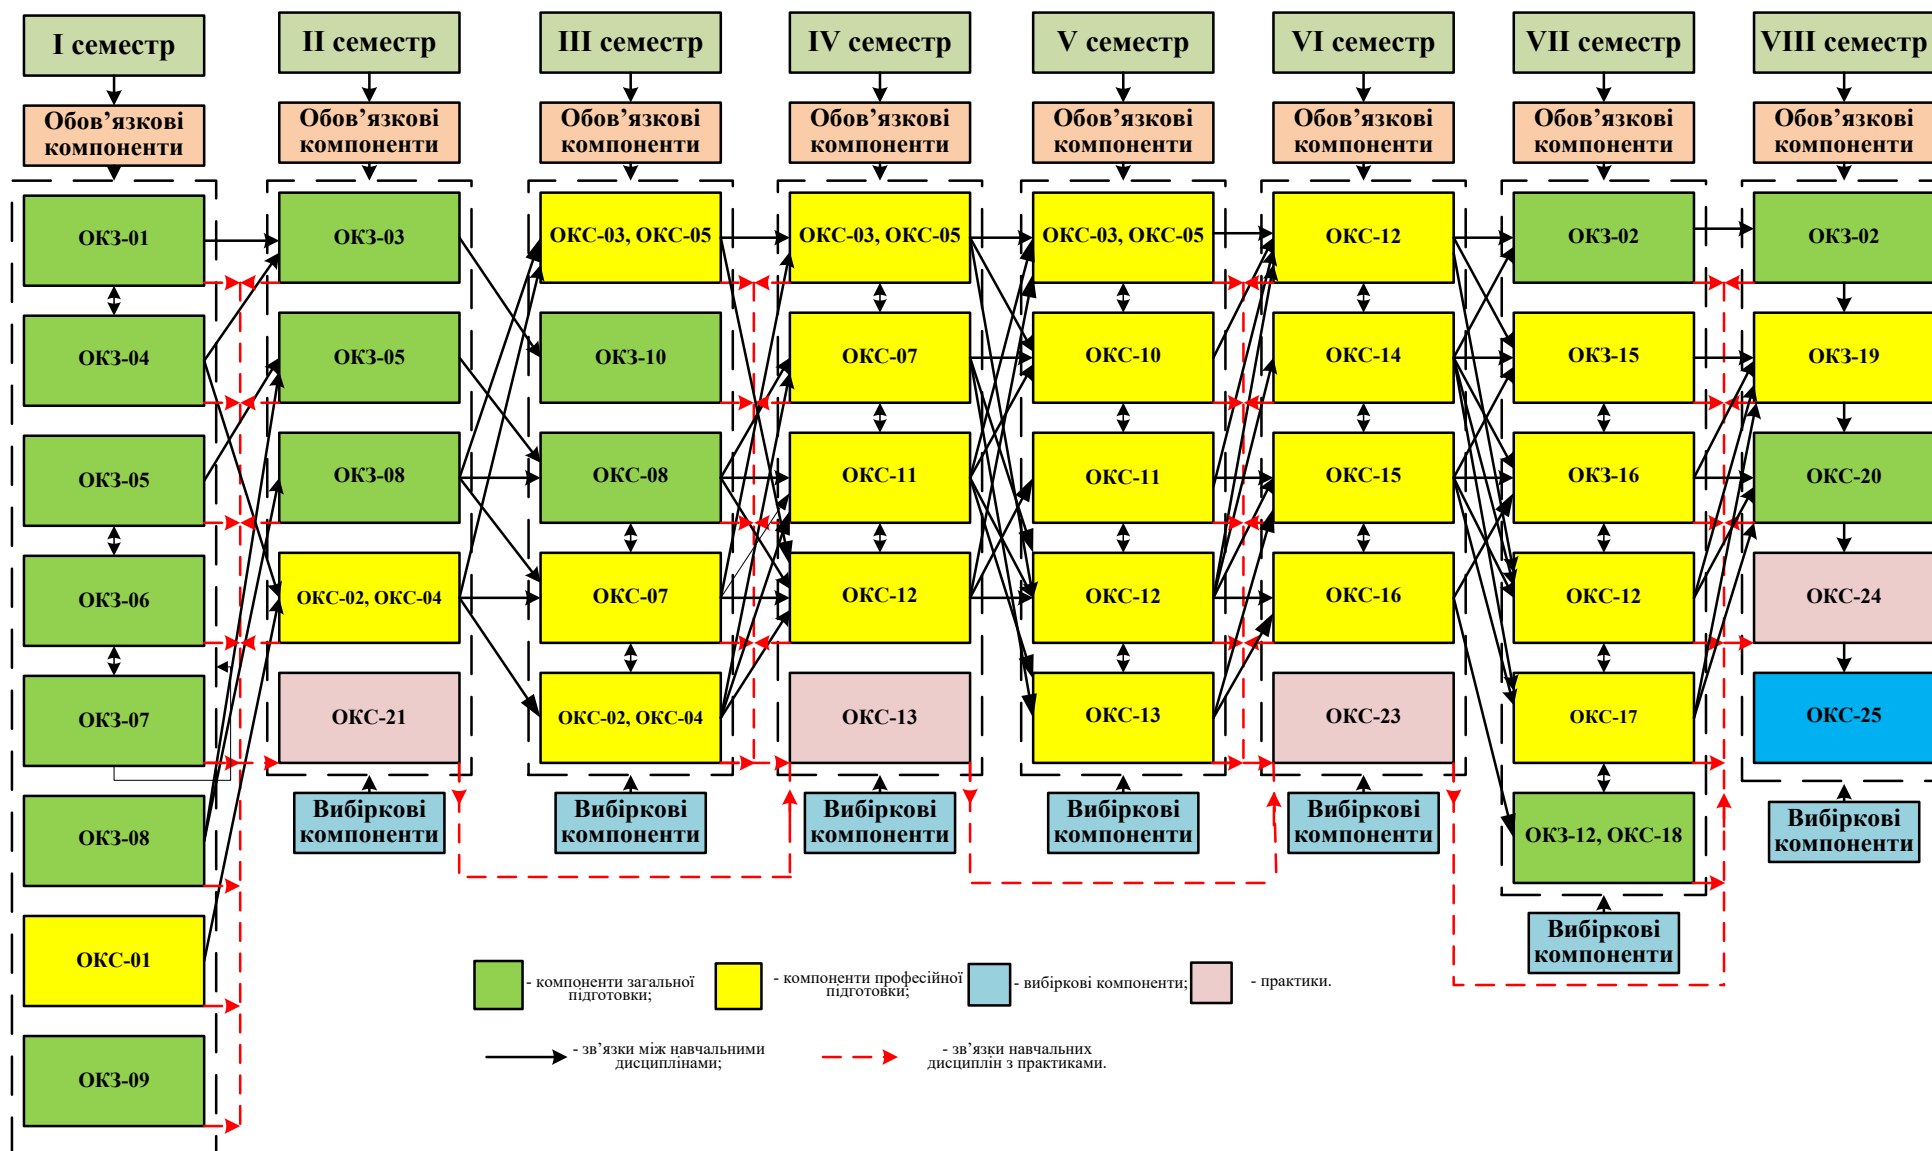 I семестр
II семестр
III семестр
IV семестр
V семестр
VI семестр
VII семестр
VIII семестр
Обов’язкові
компоненти
Обов’язкові
компоненти
Обов’язкові
компоненти
Обов’язкові
компоненти
Обов’язкові
компоненти
Обов’язкові
компоненти
Обов’язкові
компоненти
Обов’язкові
компоненти
ОКЗ-01
ОКЗ-04
ОКЗ-05
ОКЗ-06
ОКЗ-07
ОКЗ-08
ОКС-01
ОКЗ-09
ОКЗ-03
ОКЗ-05
ОКЗ-08
ОКС-02, ОКС-04
ОКС-21
Вибіркові
компоненти
ОКС-03, ОКС-05
ОКЗ-10
ОКС-08
ОКС-07
ОКС-02, ОКС-04
Вибіркові
компоненти
ОКС-03, ОКС-05
ОКС-07
ОКС-11
ОКС-12
ОКС-13
Вибіркові
компоненти
ОКС-03, ОКС-05
ОКС-10
ОКС-11
ОКС-12
ОКС-13
Вибіркові
компоненти
ОКС-12
ОКС-14
ОКС-15
ОКС-16
ОКС-23
Вибіркові
компоненти
ОКЗ-02
ОКЗ-15
ОКЗ-16
ОКС-12
ОКС-17
ОКЗ-12, ОКС-18
Вибіркові
компоненти
ОКЗ-02
ОКЗ-19
ОКС-20
ОКС-24
ОКС-25
Вибіркові
компоненти
- компоненти загальної
підготовки;
- компоненти професійної
підготовки;
- вибіркові компоненти;
- практики.
- зв’язки між навчальними
дисциплінами;
- зв’язки навчальних
дисциплін з практиками.